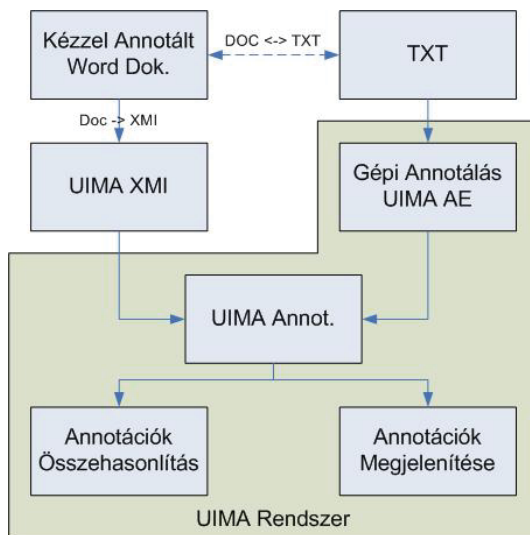 Kézzel Annotált
Word Dok.
DOC <-> TXT
TXT
Doc -> XMI
UIMA XMI
Gépi Annotálás
UIMA AE
UIMA Annot.
Annotációk
Összehasonlítás
Annotációk
Megjelenítése
UIMA Rendszer